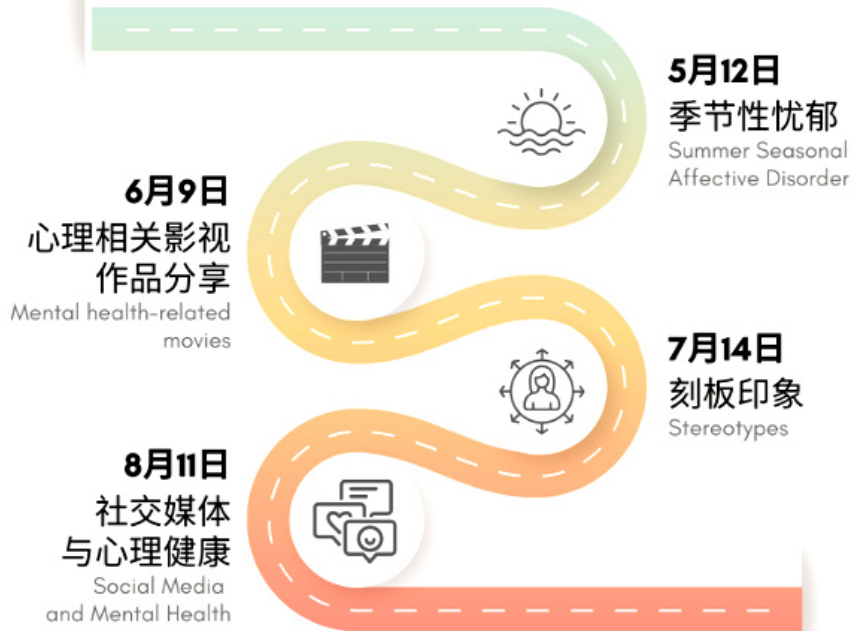 5月12日
季节性忧郁
Summer Seasonal
Affective Disorder
6月9日
心理相关影视
作品分享
Mental health-related
movies
7月14日
刻板印象
Stereotypes
8月11日
社交媒体
与心理健康
Social Media
and Mental Health